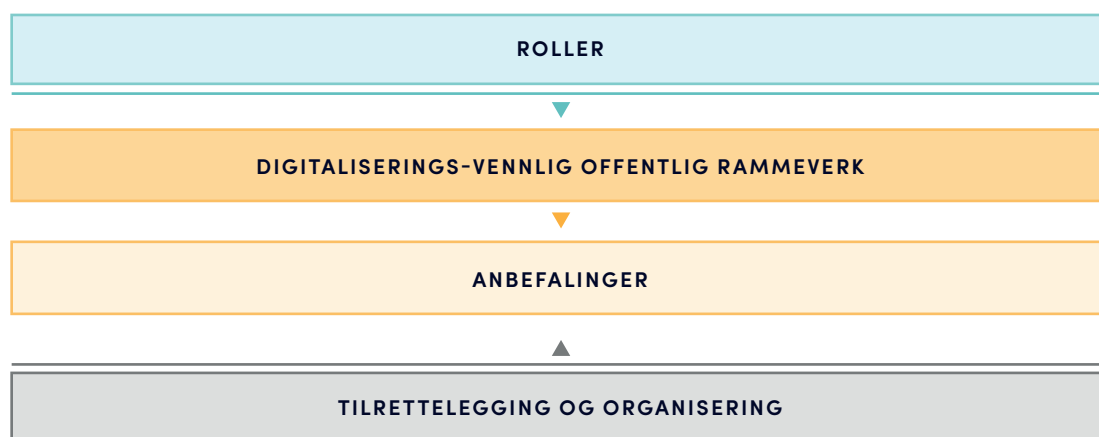 ROLLER
DIGITALISERINGS-VENNLIG OFFENTLIG RAMMEVERK
ANBEFALINGER
TILRETTELEGGING OG ORGANISERING